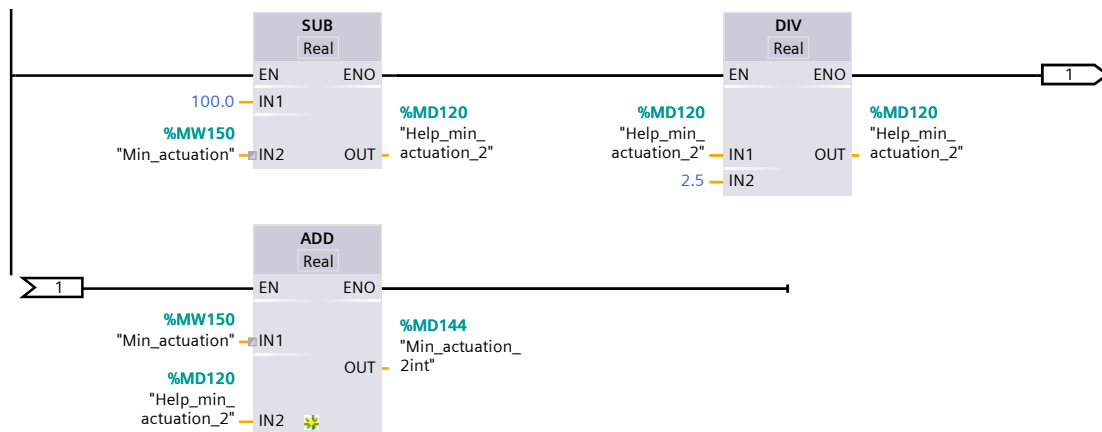 SUB
Real
EN ENO
100.0 IN1
%MW150
"Min_actuation" IN2
%MD120
"Help_min_
actuation_2"
OUT
DIV
Real
EN ENO
%MD120
"Help_min_
actuation_2"
IN1
2.5 IN2
%MD120
"Help_min_
actuation_2"
OUT
1
1
ADD
Real
EN ENO
%MW150
"Min_actuation" IN1
%MD120
"Help_min_
actuation_2" IN2
%MD144
"Min_actuation_
2int"
OUT